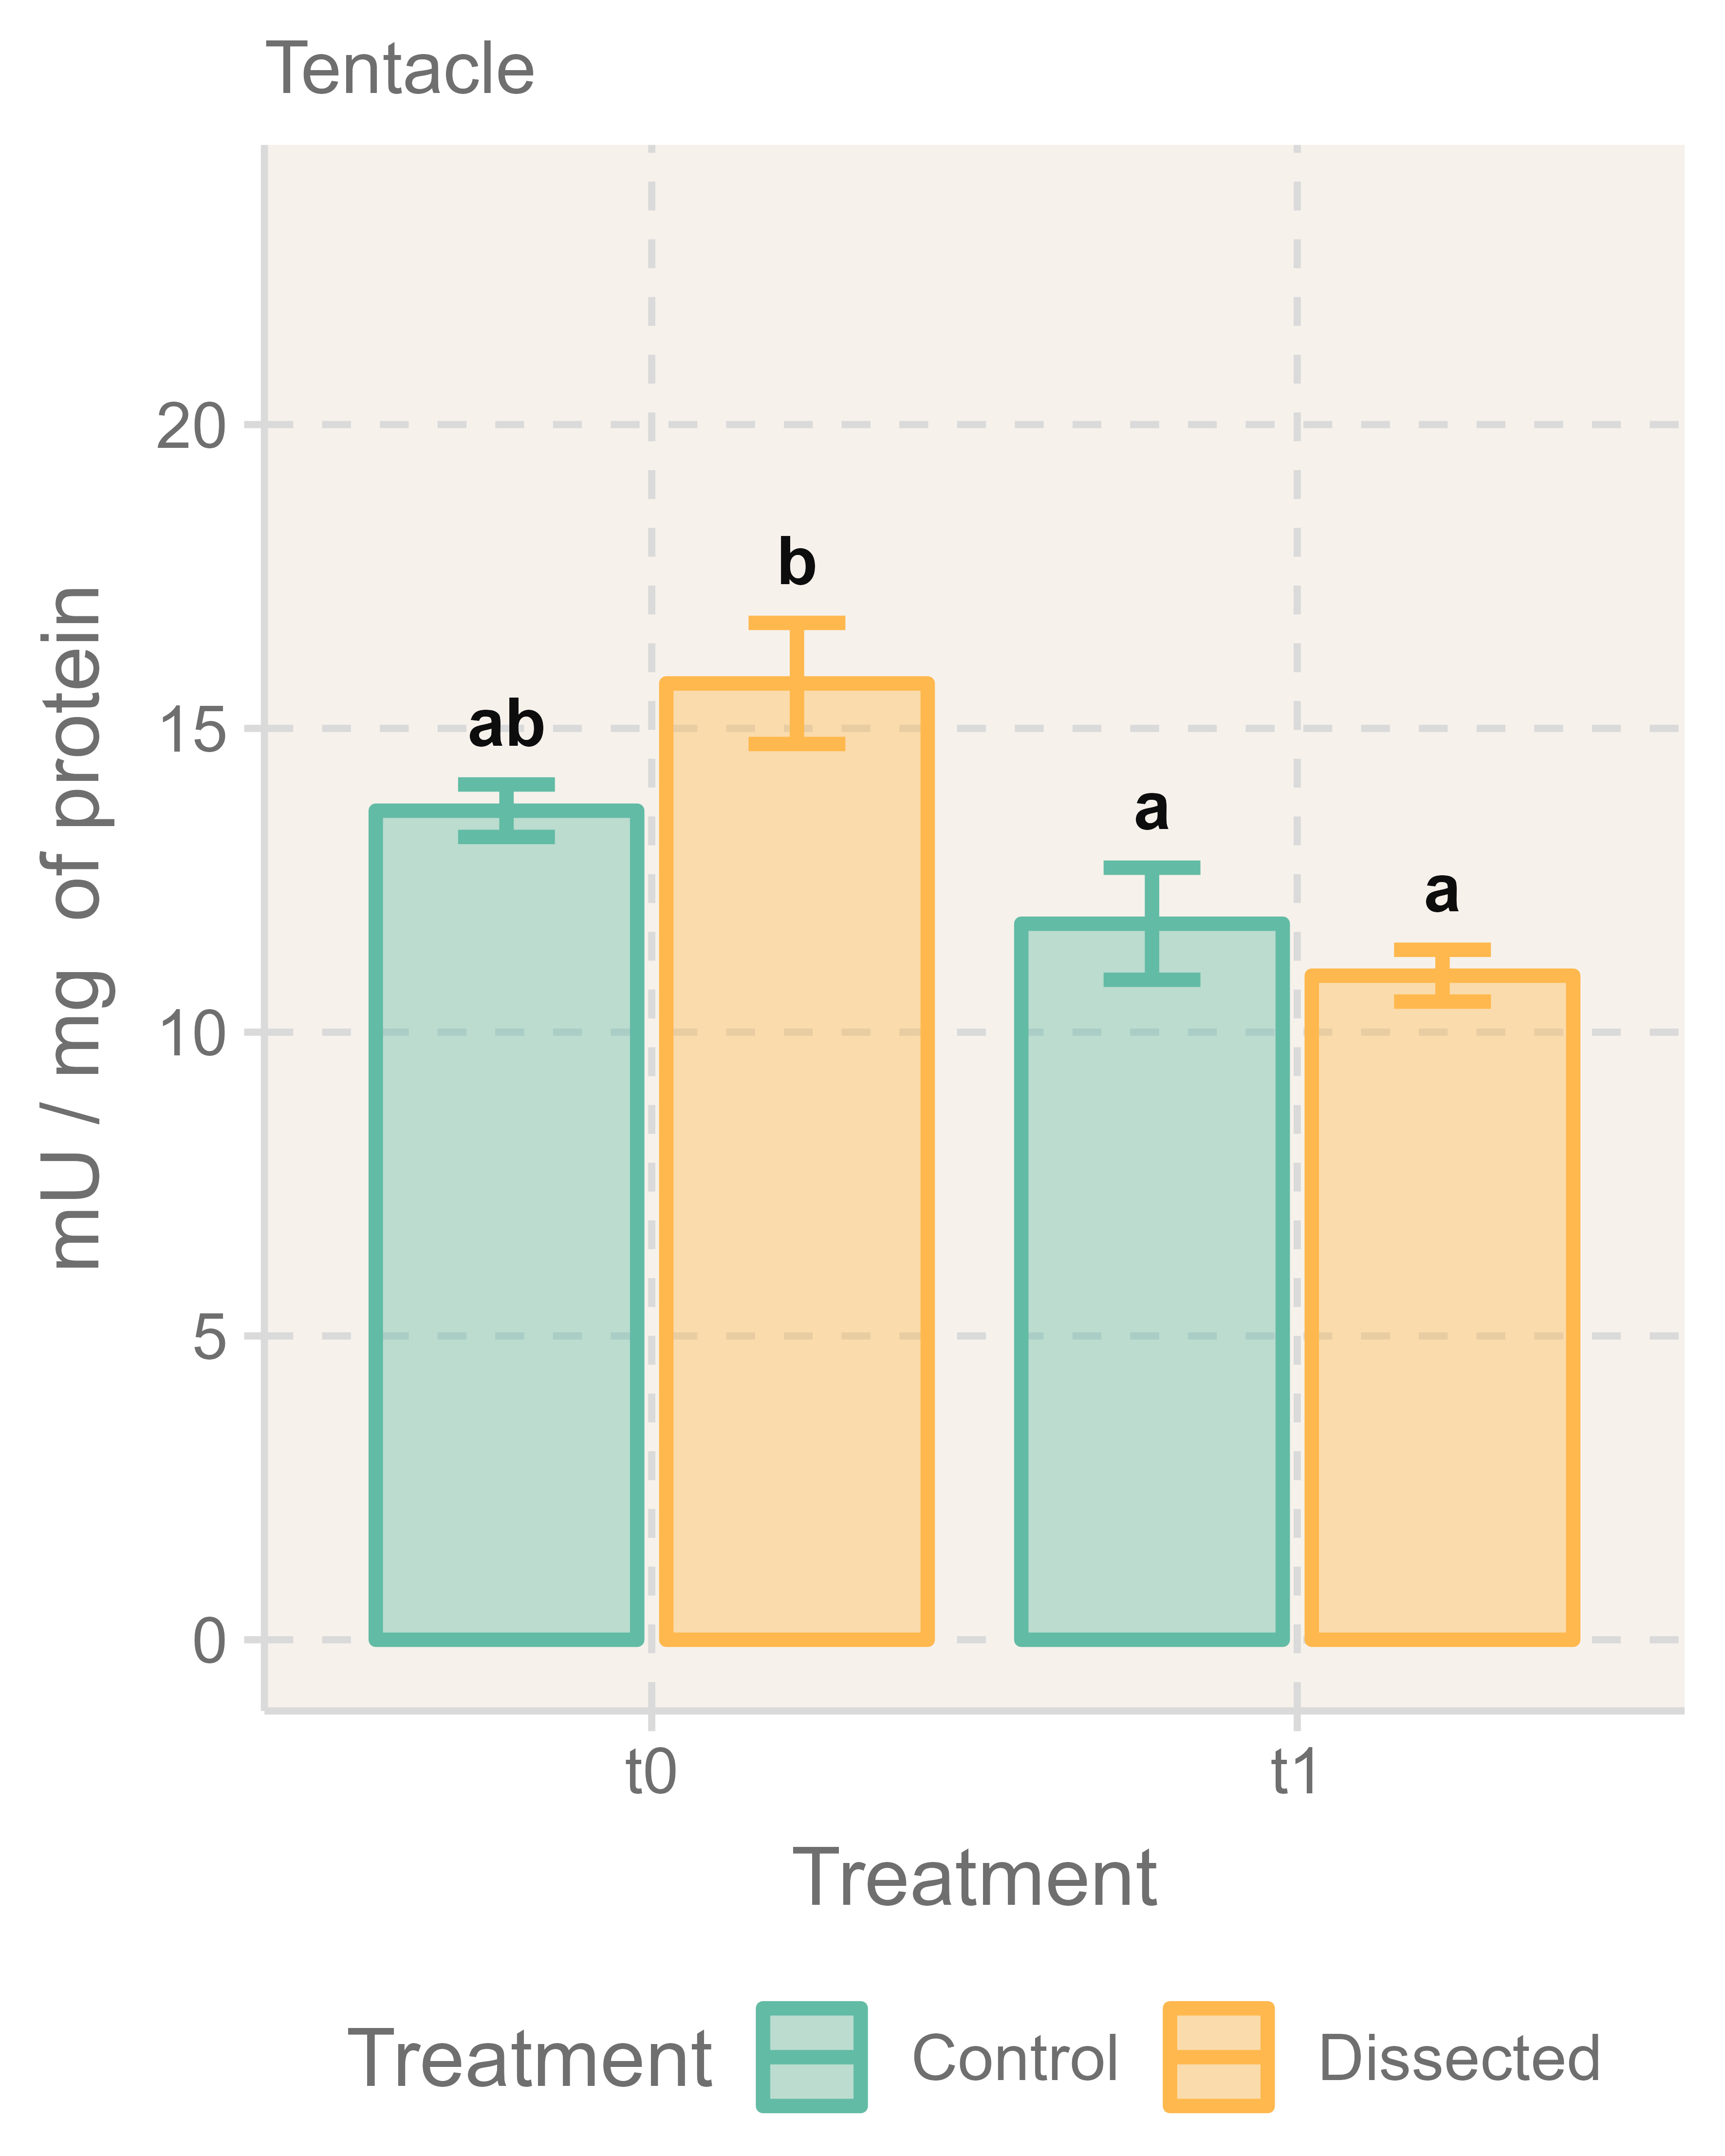 Tentacle
mU / mg of protein
20
15
10
5
0
b
ab
a
a
t0 t1
Treatment
Treatment Control Dissected